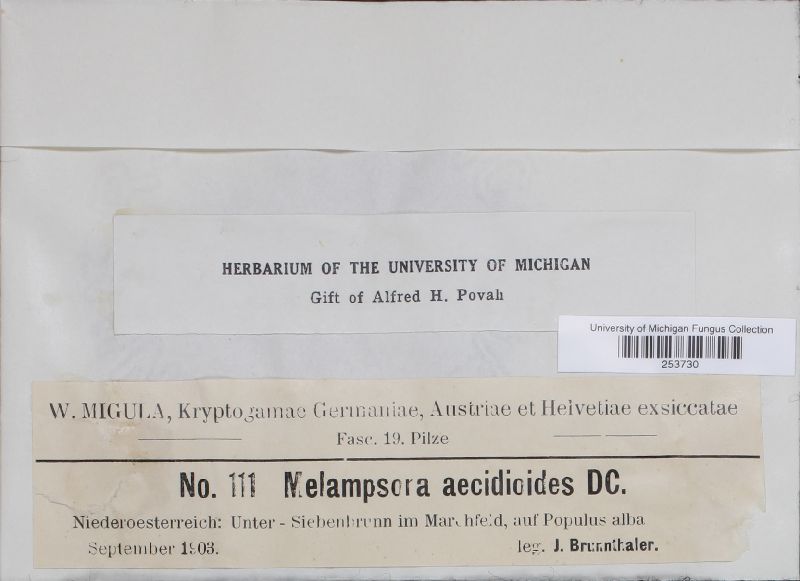 HERBARIUM OF THE UNIVERSITY OF MICHIGAN
Gift of Alfred H. Povah
University of Michigan Fungus Collection
253730
W. MIGULA, Kryptogamae Germaniae, Austriae et Helvetiae exsiccatae
Fasc. 19. Pilze
No. 111 Melampsora aecidioides DC.
Niederoesterreich: Unter - Siebenbrunn im Marchfeld, auf Populus alba
September 1903.
leg. J. Brunnthaler.